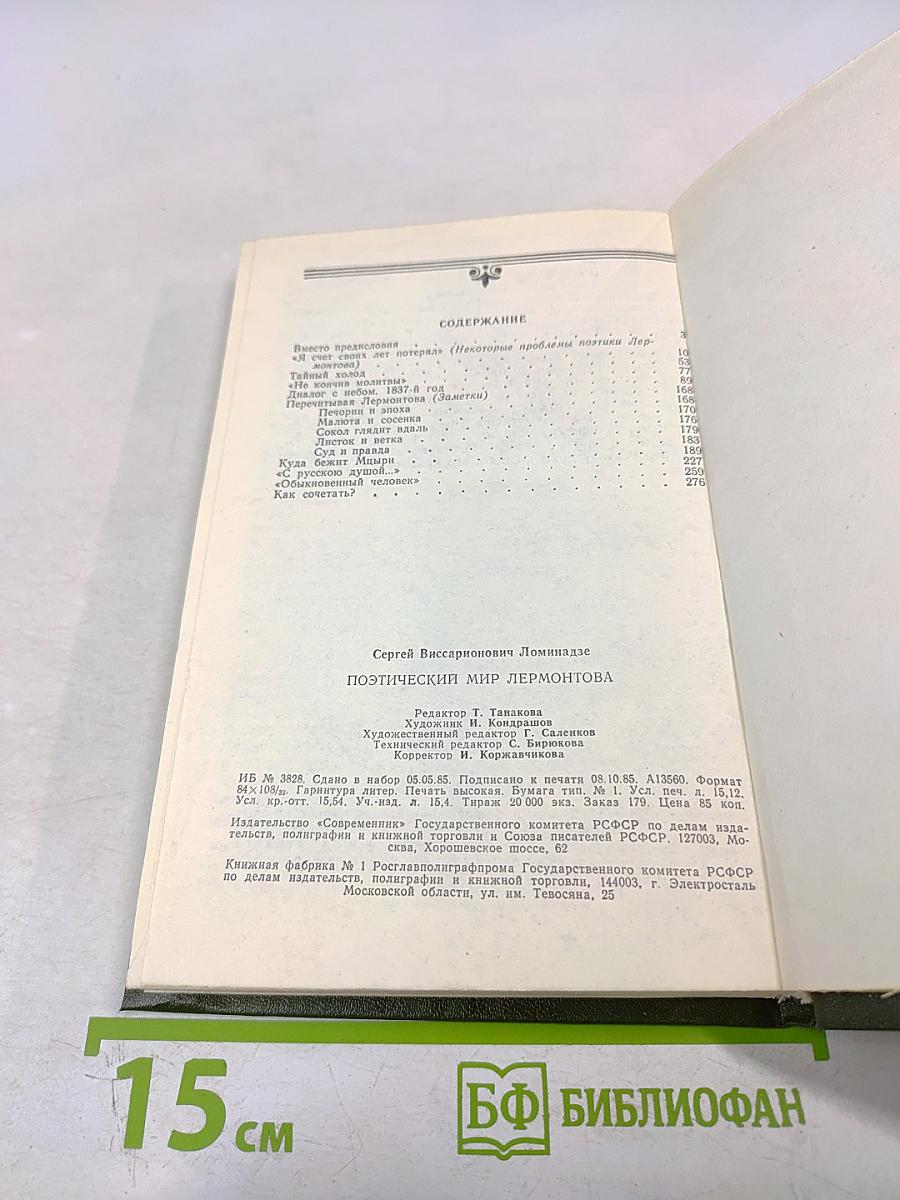 СОДЕРЖАНИЕ
Вместо предисловия . . . . . . . . . . . . 3
«Я счет своих лет потерял» (Некоторые проблемы поэтики Лер-
монтова) . . . . . . . . . . . . 10
Тайный холод . . . . . . . . . . . . 53
«Не кончив молитвы» . . . . . . . . . . . . 77
Диалог с небом. 1837-й год . . . . . . . . . . . . 89
Перечитывая Лермонтова (Заметки) . . . . . . . . . . . . 168
Печорин и эпоха . . . . . . . . . . . . 168
Малюта и сосенка . . . . . . . . . . . . 170
Сокол глядит вдаль . . . . . . . . . . . . 176
Листок и ветка . . . . . . . . . . . . 179
Суд и правда . . . . . . . . . . . . 183
Куда бежит Мцыри . . . . . . . . . . . . 189
«С русскою душой...» . . . . . . . . . . . . 227
«Обыкновенный человек» . . . . . . . . . . . . 259
Как сочетать? . . . . . . . . . . . . 276
Сергей Виссарионович Ломинадзе
ПОЭТИЧЕСКИЙ МИР ЛЕРМОНТОВА
Редактор Т. Танакова
Художник И. Кондрашов
Художественный редактор Г. Саленков
Технический редактор С. Бирюкова
Корректор И. Коржавчикова
ИБ № 3828. Сдано в набор 05.05.85. Подписано к печати 08.10.85. А13560. Формат
84×108/32. Гарнитура литер. Печать высокая. Бумага тип. № 1. Усл. печ. л. 15,12.
Усл. кр.-отт. 15,54. Уч.-изд. л. 15,4. Тираж 20 000 экз. Заказ 179. Цена 85 коп.
Издательство «Современник» Государственного комитета РСФСР по делам изда-
тельств, полиграфии и книжной торговли и Союза писателей РСФСР. 127003, Мо-
сква, Хорошевское шоссе, 62
Книжная фабрика № 1 Росглавполиграфпрома Государственного комитета РСФСР
по делам издательств, полиграфии и книжной торговли, 144003, г. Электросталь
Московской области, ул. им. Тевосяна, 25
15 см
БФ БИБЛИОФАН